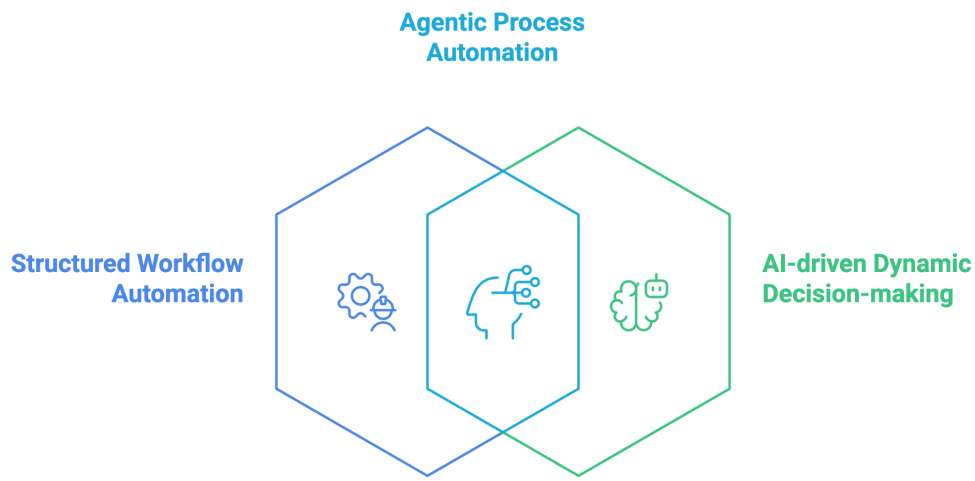 Agentic Process
Automation
Structured Workflow
Automation
AI-driven Dynamic
Decision-making